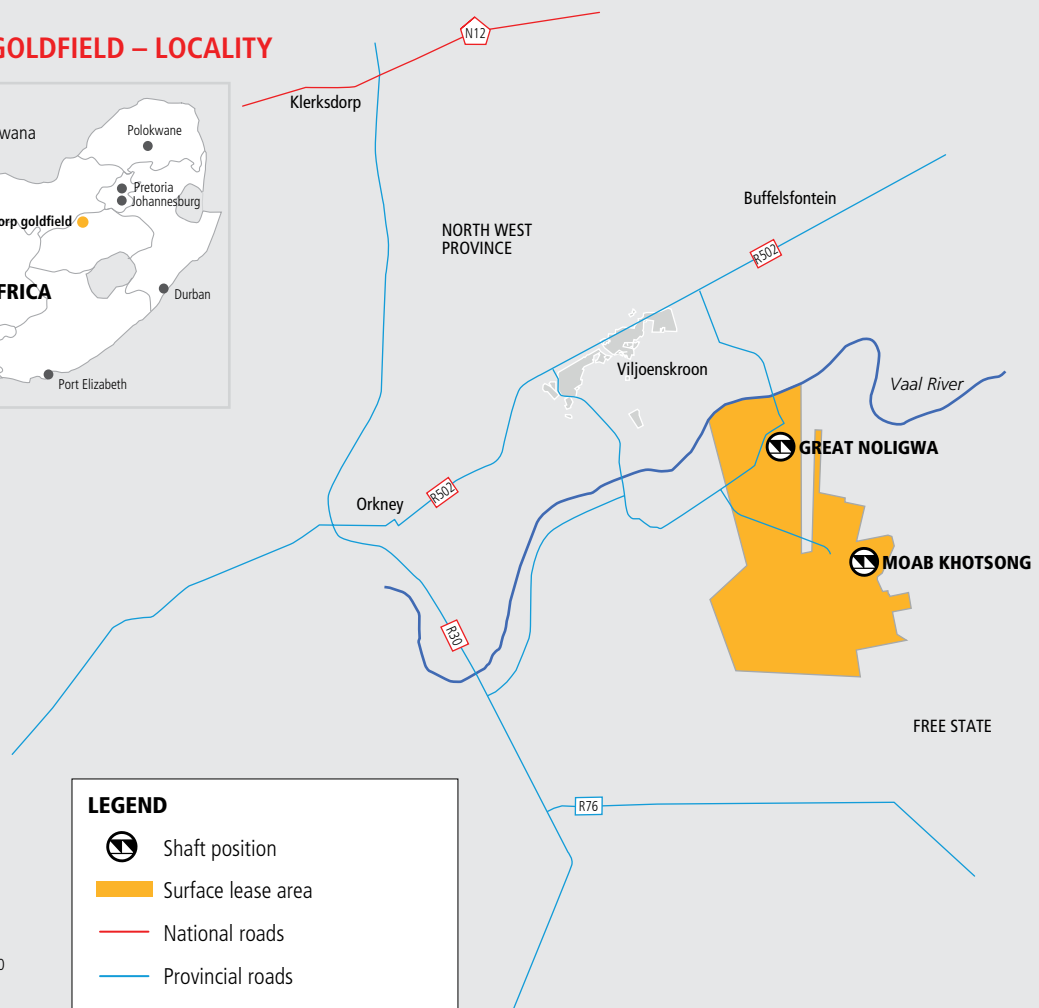 GOLDFIELD – LOCALITY
N12
Klerksdorp
wana
Polokwane
Pretoria
Johannesburg
orp goldfield
FRICA
Durban
Port Elizabeth
NORTH WEST
PROVINCE
Buffelsfontein
R502
Viljoenskroon
Vaal River
GREAT NOLIGWA
Orkney
R502
MOAB KHOTSONG
R30
FREE STATE
R76
LEGEND
Shaft position
Surface lease area
National roads
Provincial roads
0